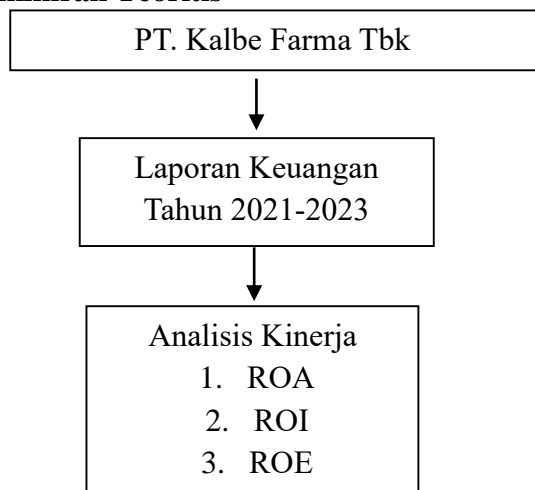 PT. Kalbe Farma Tbk
Laporan Keuangan
Tahun 2021-2023
Analisis Kinerja
1. ROA
2. ROI
3. ROE